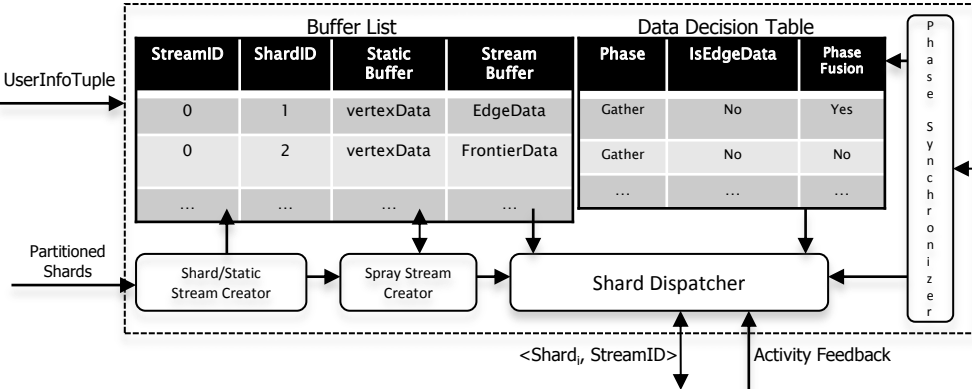 Buffer List
Data Decision Table
StreamID ShardID Static Buffer Stream Buffer
Phase IsEdgeData Phase Fusion
UserInfoTuple
0 1 vertexData EdgeData
Gather No Yes
0 2 vertexData FrontierData
Gather No No
... ... ... ...
... ... ...
Phase Synchronizer
Partitioned
Shards
Shard/Static
Stream Creator
Spray Stream
Creator
Shard Dispatcher
<Shardi, StreamID>
Activity Feedback